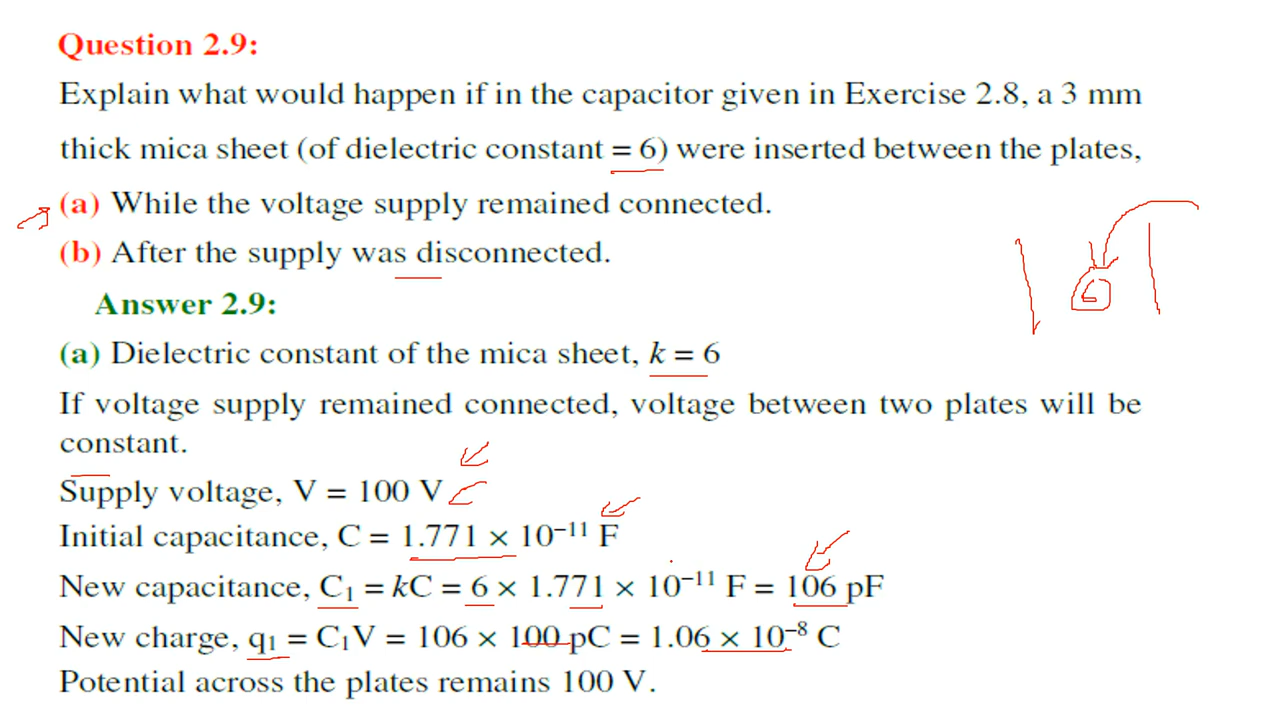 Question 2.9:
Explain what would happen if in the capacitor given in Exercise 2.8, a 3 mm
thick mica sheet (of dielectric constant = 6) were inserted between the plates,
(a) While the voltage supply remained connected.
(b) After the supply was disconnected.
Answer 2.9:
(a) Dielectric constant of the mica sheet, k = 6
If voltage supply remained connected, voltage between two plates will be
constant.
Supply voltage, V = 100 V
Initial capacitance, C = 1.771 × 10⁻¹¹ F
New capacitance, C₁ = kC = 6 × 1.771 × 10⁻¹¹ F = 106 pF
New charge, q₁ = C₁V = 106 × 100 pC = 1.06 × 10⁻⁸ C
Potential across the plates remains 100 V.